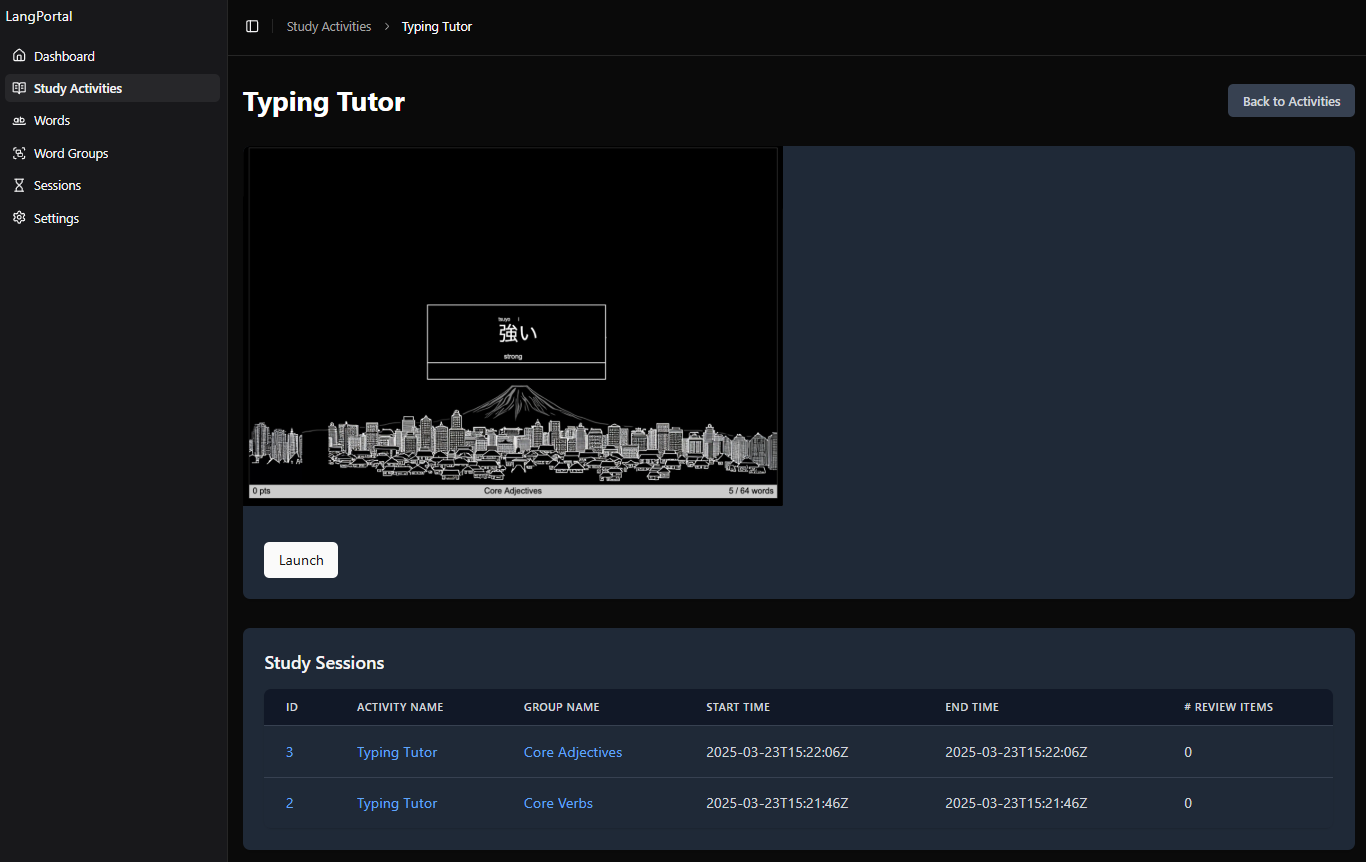 LangPortal
Dashboard
Study Activities
Words
Word Groups
Sessions
Settings
Study Activities > Typing Tutor
Typing Tutor
Back to Activities
tsuyo i
強い
strong
0 pts Core Adjectives 5 / 64 words
Launch
Study Sessions
ID ACTIVITY NAME GROUP NAME START TIME END TIME # REVIEW ITEMS
3 Typing Tutor Core Adjectives 2025-03-23T15:22:06Z 2025-03-23T15:22:06Z 0
2 Typing Tutor Core Verbs 2025-03-23T15:21:46Z 2025-03-23T15:21:46Z 0